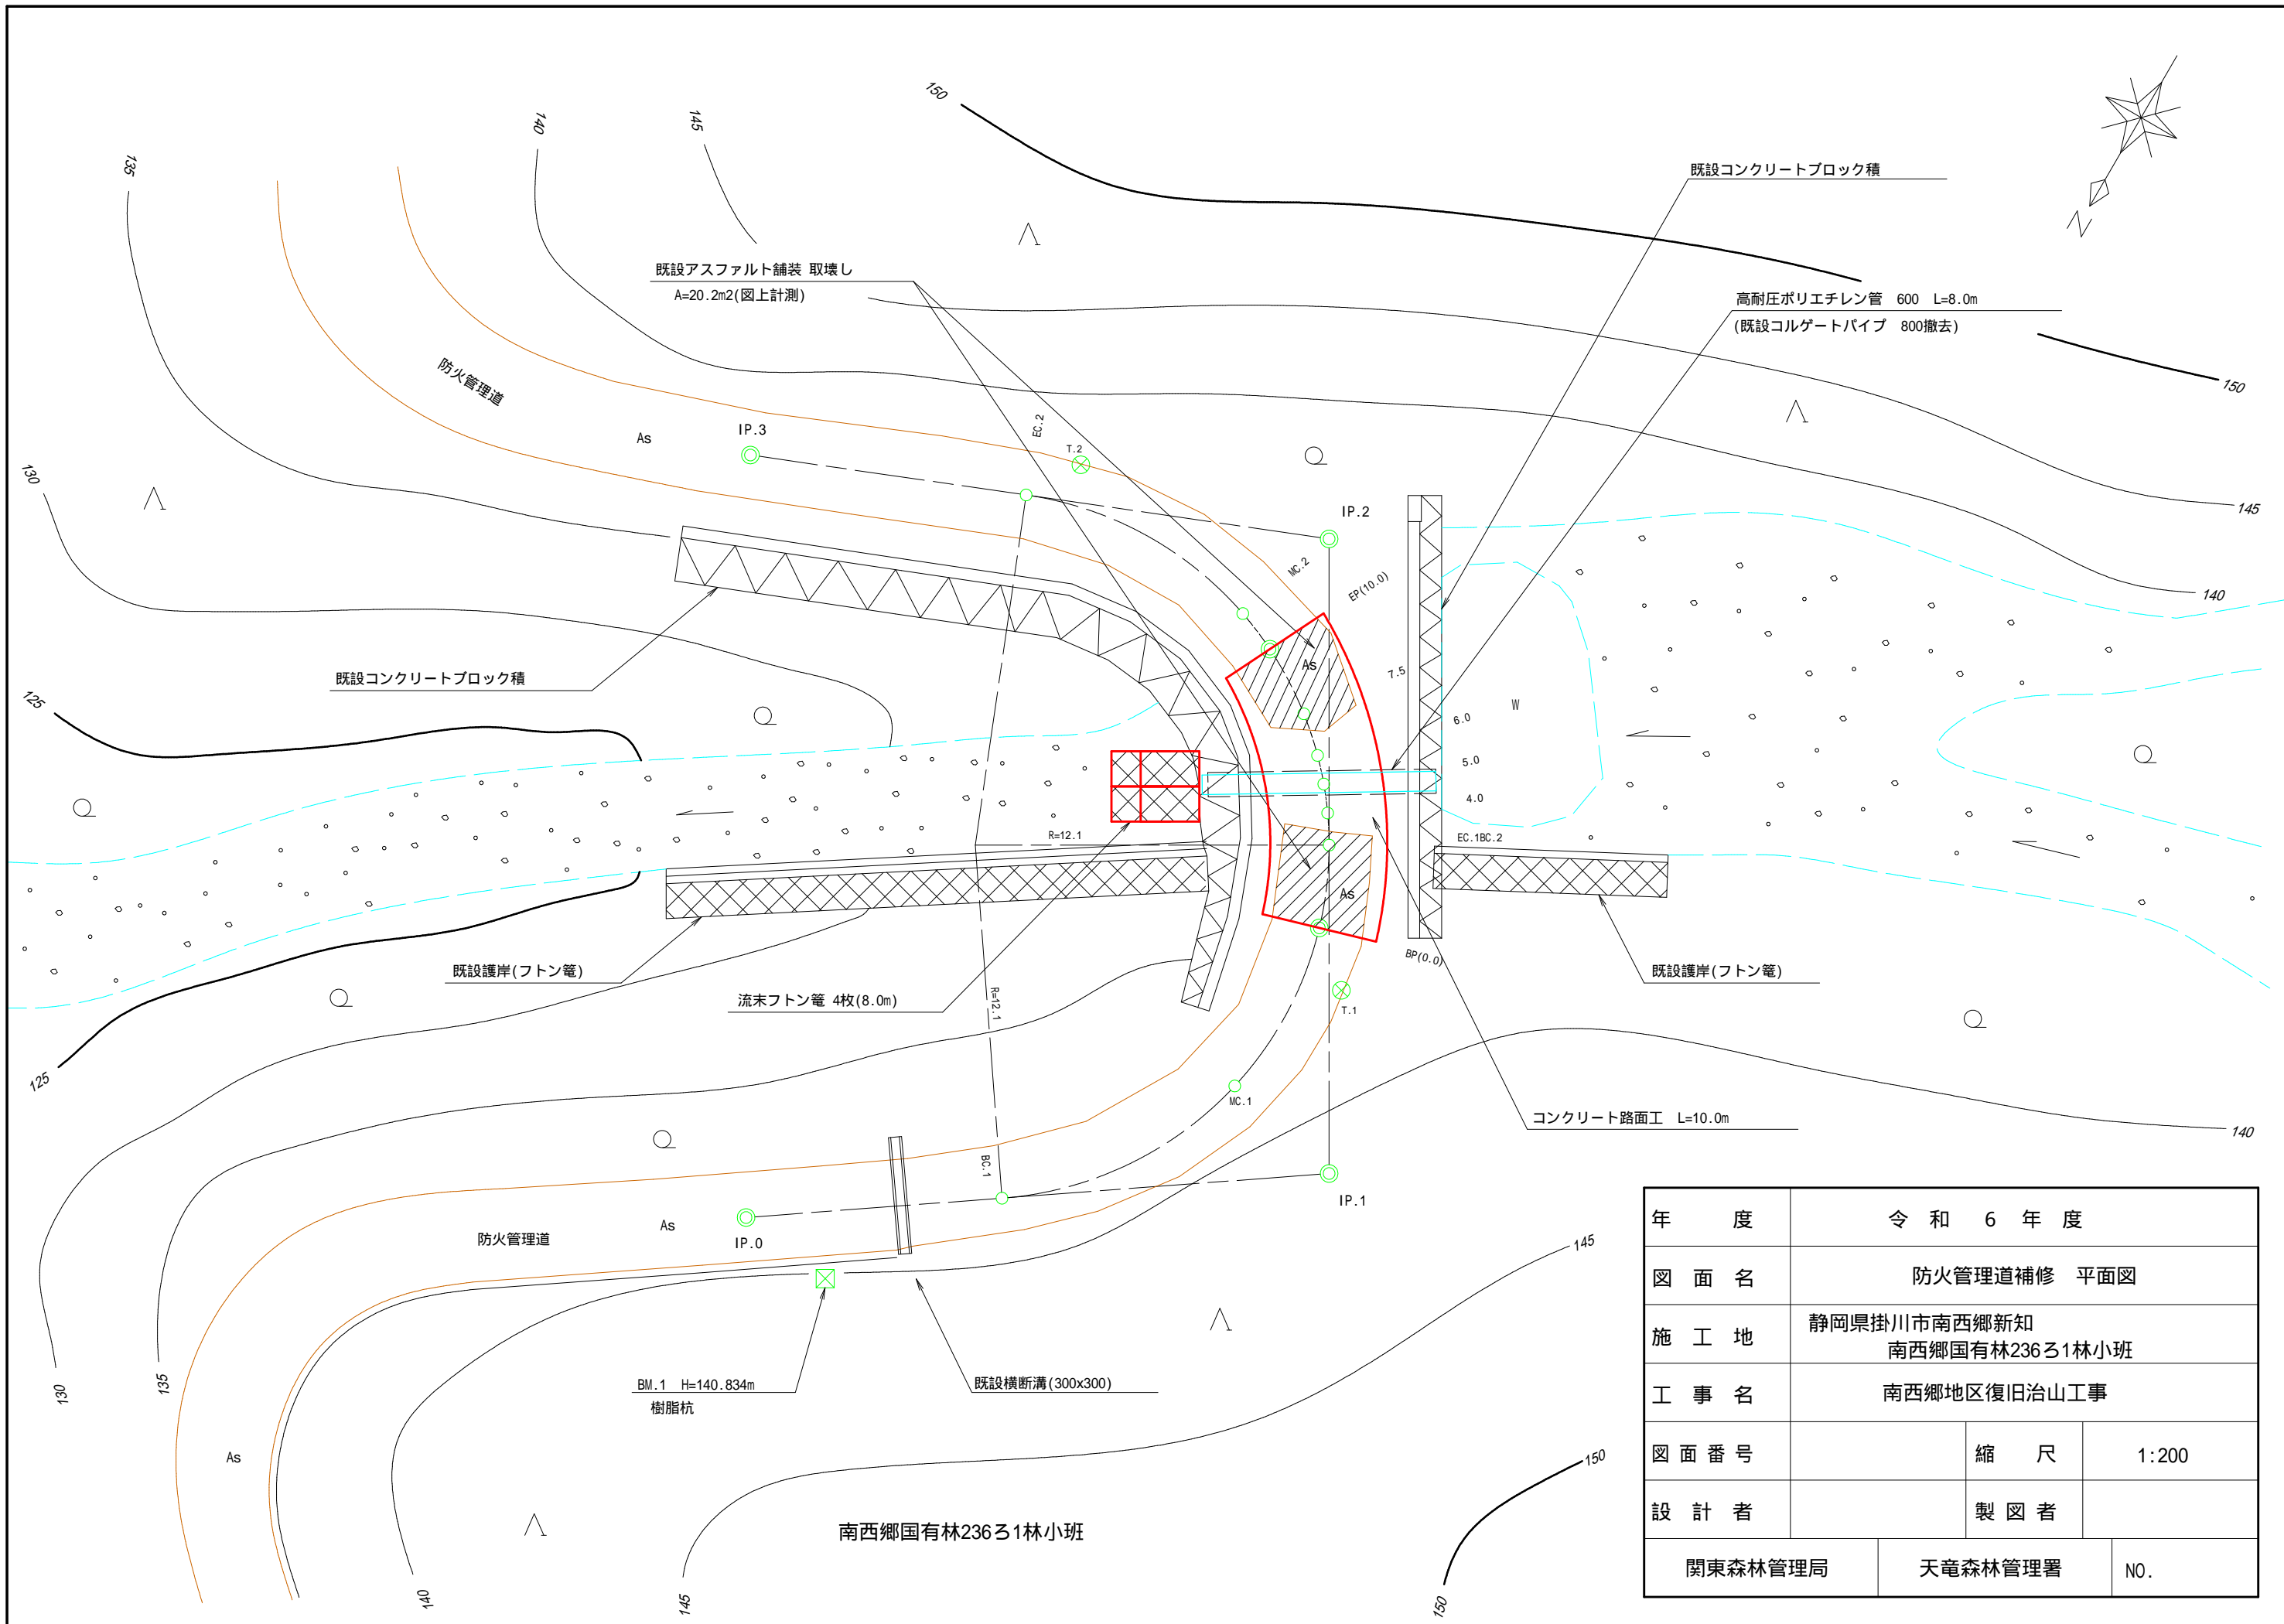 150
145
140
135
既設コンクリートブロック積
既設アスファルト舗装 取壊し
A=20.2m2(図上計測)
高耐圧ポリエチレン管 600 L=8.0m
(既設コルゲートパイプ 800撤去)
N
150
防火管理道
As
IP.3
EC.2
T.2
130
IP.2
145
MC.2
EP(10.0)
140
As
7.5
既設コンクリートブロック積
125
6.0
W
5.0
4.0
R=12.1
EC.1BC.2
As
BP(0.0)
既設護岸(フトン篭)
既設護岸(フトン篭)
流末フトン篭 4枚(8.0m)
R=12.1
T.1
125
MC.1
コンクリート路面工 L=10.0m
140
BC.1
IP.1
As
防火管理道
IP.0
145
BM.1 H=140.834m
樹脂杭
既設横断溝(300x300)
130
135
As
150
南西郷国有林236ろ1林小班
140
145
150
年度 令和 6 年度
図面名 防火管理道補修 平面図
施工地 静岡県掛川市南西郷新知
南西郷国有林236ろ1林小班
工事名 南西郷地区復旧治山工事
図面番号 縮尺 1:200
設計者 製図者
関東森林管理局 天竜森林管理署 NO.